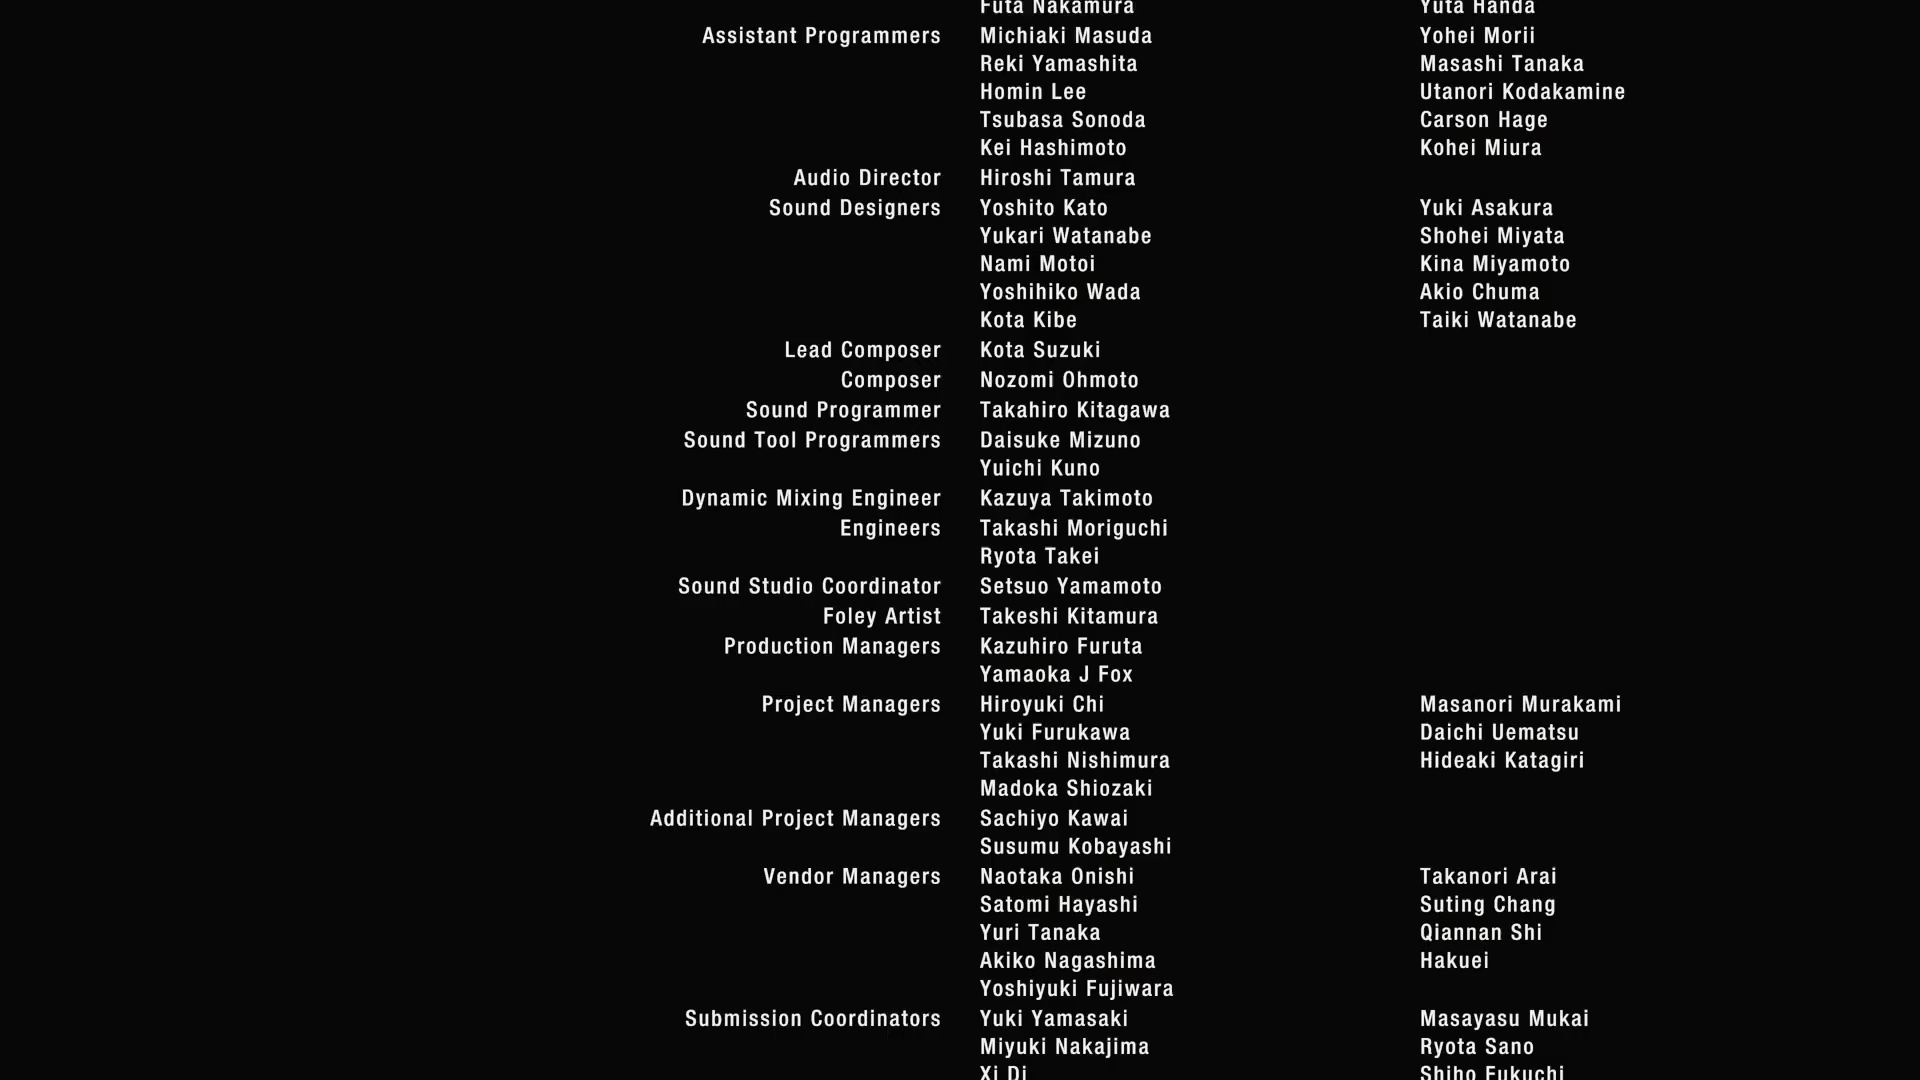 Futa Nakamura Yuta Handa
Assistant Programmers Michiaki Masuda Yohei Morii
Reki Yamashita Masashi Tanaka
Homin Lee Utanori Kodakamine
Tsubasa Sonoda Carson Hage
Kei Hashimoto Kohei Miura
Audio Director Hiroshi Tamura
Sound Designers Yoshito Kato Yuki Asakura
Yukari Watanabe Shohei Miyata
Nami Motoi Kina Miyamoto
Yoshihiko Wada Akio Chuma
Kota Kibe Taiki Watanabe
Lead Composer Kota Suzuki
Composer Nozomi Ohmoto
Sound Programmer Takahiro Kitagawa
Sound Tool Programmers Daisuke Mizuno
Yuichi Kuno
Dynamic Mixing Engineer Kazuya Takimoto
Engineers Takashi Moriguchi
Ryota Takei
Sound Studio Coordinator Setsuo Yamamoto
Foley Artist Takeshi Kitamura
Production Managers Kazuhiro Furuta
Yamaoka J Fox
Project Managers Hiroyuki Chi Masanori Murakami
Yuki Furukawa Daichi Uematsu
Takashi Nishimura Hideaki Katagiri
Madoka Shiozaki
Additional Project Managers Sachiyo Kawai
Susumu Kobayashi
Vendor Managers Naotaka Onishi Takanori Arai
Satomi Hayashi Suting Chang
Yuri Tanaka Qiannan Shi
Akiko Nagashima Hakuei
Yoshiyuki Fujiwara
Submission Coordinators Yuki Yamasaki Masayasu Mukai
Miyuki Nakajima Ryota Sano
Xi Di Shiho Fukuchi